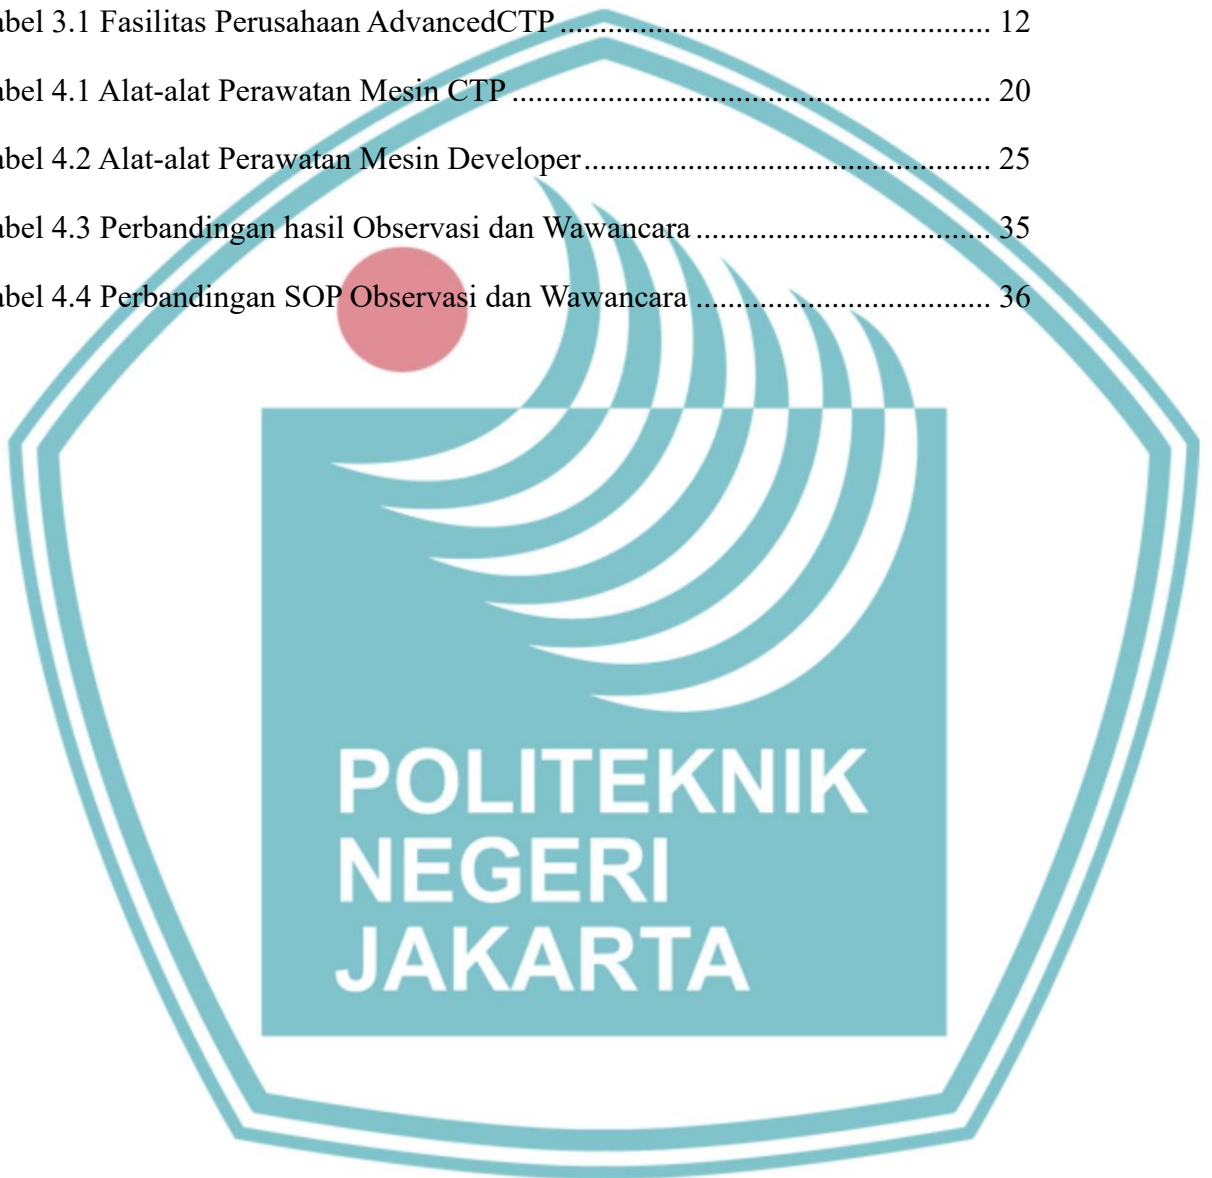 abel 3.1 Fasilitas Perusahaan AdvancedCTP ...................................................... 12
abel 4.1 Alat-alat Perawatan Mesin CTP ............................................................ 20
abel 4.2 Alat-alat Perawatan Mesin Developer................................................... 25
abel 4.3 Perbandingan hasil Observasi dan Wawancara ..................................... 35
abel 4.4 Perbandingan SOP Observasi dan Wawancara ..................................... 36
POLITEKNIK
NEGERI
JAKARTA